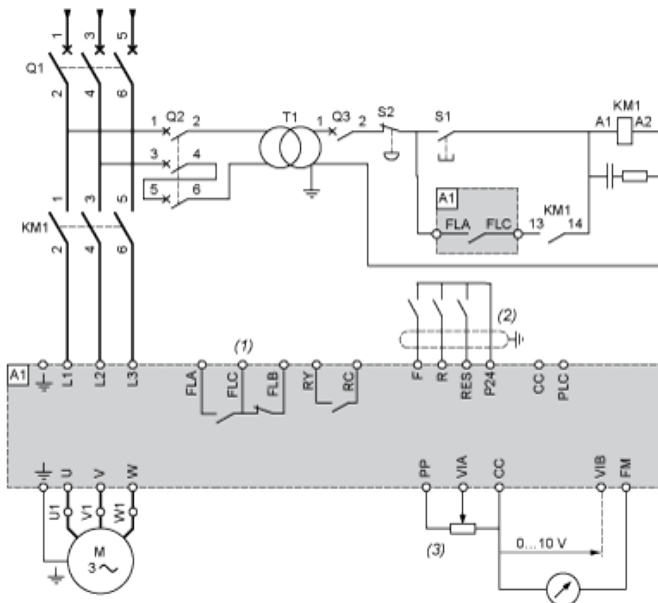 1 3 5
Q1
2 4 6
1 Q2 2
3 4
5 6
T1
1 Q3 2
S2
S1
KM1
A1 A2
A1
FLA FLC
KM1
13 14
1 3 5
KM1
2 4 6
(1)
(2)
A1
L1 L2 L3
FLA FLC FLB RY RC
F R RES P24 CC PLC
U V W
U1 V1 W1
M
3
PP VIA CC VIB FM
(3)
0...10 V